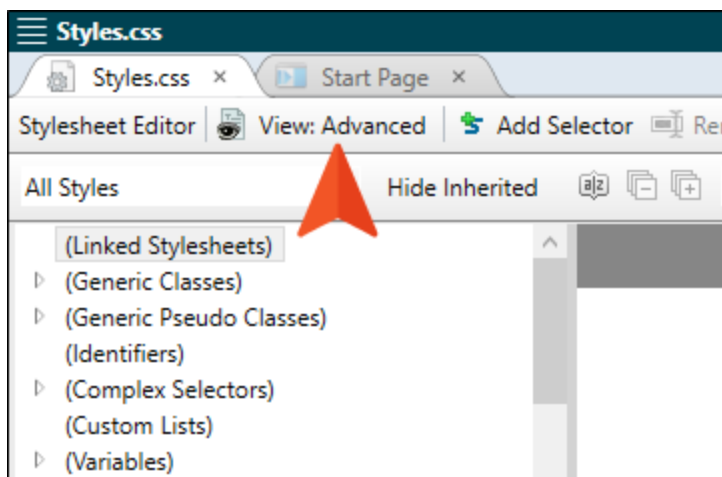 Styles.css
Styles.css × Start Page ×
Stylesheet Editor View: Advanced Add Selector
All Styles Hide Inherited a|z
(Linked Stylesheets)
(Generic Classes)
(Generic Pseudo Classes)
(Identifiers)
(Complex Selectors)
(Custom Lists)
(Variables)